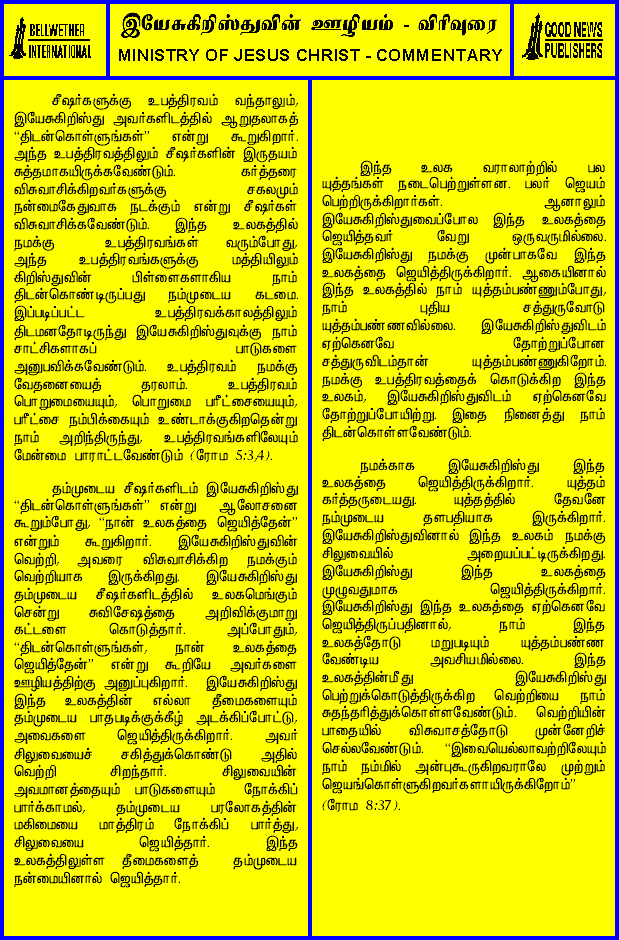 BELLWETHER
INTERNATIONAL
இயேசுகிறிஸ்துவின் ஊழியம் - விரிவுரை
MINISTRY OF JESUS CHRIST - COMMENTARY
GOOD NEWS
PUBLISHERS
சீஷர்களுக்கு உபத்திரவம் வந்தாலும்,
இயேசுகிறிஸ்து அவர்களிடத்தில் ஆறுதலாகத்
“திடன்கொள்ளுங்கள்” என்று கூறுகிறார்.
அந்த உபத்திரவத்திலும் சீஷர்களின் இருதயம்
சுத்தமாகயிருக்கவேண்டும். கர்த்தரை
விசுவாசிக்கிறவர்களுக்கு சகலமும்
நன்மைகேதுவாக நடக்கும் என்று சீஷர்கள்
விசுவாசிக்கவேண்டும். இந்த உலகத்தில்
நமக்கு உபத்திரவங்கள் வரும்போது,
அந்த உபத்திரவங்களுக்கு மத்தியிலும்
கிறிஸ்துவின் பிள்ளைகளாகிய நாம்
திடன்கொண்டிருப்பது நம்முடைய கடமை.
இப்படிப்பட்ட உபத்திரவக்காலத்திலும்
திடமனதோடிருந்து இயேசுகிறிஸ்துவுக்கு நாம்
சாட்சிகளாகப் பாடுகளை
அனுபவிக்கவேண்டும். உபத்திரவம் நமக்கு
வேதனையைத் தரலாம். உபத்திரவம்
பொறுமையையும், பொறுமை பரீட்சையையும்,
பரீட்சை நம்பிக்கையும் உண்டாக்குகிறதென்று
நாம் அறிந்திருந்து, உபத்திரவங்களிலேயும்
மேன்மை பாராட்டவேண்டும் (ரோம 5:3,4).
தம்முடைய சீஷர்களிடம் இயேசுகிறிஸ்து
“திடன்கொள்ளுங்கள்” என்று ஆலோசனை
கூறும்போது, “நான் உலகத்தை ஜெயித்தேன்”
என்றும் கூறுகிறார். இயேசுகிறிஸ்துவின்
வெற்றி, அவரை விசுவாசிக்கிற நமக்கும்
வெற்றியாக இருக்கிறது. இயேசுகிறிஸ்து
தம்முடைய சீஷர்களிடத்தில் உலகமெங்கும்
சென்று சுவிசேஷத்தை அறிவிக்குமாறு
கட்டளை கொடுத்தார். அப்போதும்,
“திடன்கொள்ளுங்கள், நான் உலகத்தை
ஜெயித்தேன்” என்று கூறியே அவர்களை
ஊழியத்திற்கு அனுப்புகிறார். இயேசுகிறிஸ்து
இந்த உலகத்தின் எல்லா தீமைகளையும்
தம்முடைய பாதபடிக்குக்கீழ் அடக்கிப்போட்டு,
அவைகளை ஜெயித்திருக்கிறார். அவர்
சிலுவையைச் சகித்துக்கொண்டு அதில்
வெற்றி சிறந்தார். சிலுவையின்
அவமானத்தையும் பாடுகளையும் நோக்கிப்
பார்க்காமல், தம்முடைய பரலோகத்தின்
மகிமையை மாத்திரம் நோக்கிப் பார்த்து,
சிலுவையை ஜெயித்தார். இந்த
உலகத்திலுள்ள தீமைகளைத் தம்முடைய
நன்மையினால் ஜெயித்தார்.
இந்த உலக வரலாற்றில் பல
யுத்தங்கள் நடைபெற்றுள்ளன. பலர் ஜெயம்
பெற்றிருக்கிறார்கள். ஆனாலும்
இயேசுகிறிஸ்துவைப்போல இந்த உலகத்தை
ஜெயித்தவர் வேறு ஒருவருமில்லை.
இயேசுகிறிஸ்து நமக்கு முன்பாகவே இந்த
உலகத்தை ஜெயித்திருக்கிறார். ஆகையினால்
இந்த உலகத்தில் நாம் யுத்தம்பண்ணும்போது,
நாம் புதிய சத்துருவோடு
யுத்தம்பண்ணவில்லை. இயேசுகிறிஸ்துவிடம்
ஏற்கெனவே தோற்றுப்போன
சத்துருவிடம்தான் யுத்தம்பண்ணுகிறோம்.
நமக்கு உபத்திரவத்தைக் கொடுக்கிற இந்த
உலகம், இயேசுகிறிஸ்துவிடம் ஏற்கெனவே
தோற்றுப்போயிற்று. இதை நினைத்து நாம்
திடன்கொள்ளவேண்டும்.
நமக்காக இயேசுகிறிஸ்து இந்த
உலகத்தை ஜெயித்திருக்கிறார். யுத்தம்
கர்த்தருடையது. யுத்தத்தில் தேவனே
நம்முடைய தளபதியாக இருக்கிறார்.
இயேசுகிறிஸ்துவினால் இந்த உலகம் நமக்கு
சிலுவையில் அறையப்பட்டிருக்கிறது.
இயேசுகிறிஸ்து இந்த உலகத்தை
முழுவதுமாக ஜெயித்திருக்கிறார்.
இயேசுகிறிஸ்து இந்த உலகத்தை ஏற்கெனவே
ஜெயித்திருப்பதினால், நாம் இந்த
உலகத்தோடு மறுபடியும் யுத்தம்பண்ண
வேண்டிய அவசியமில்லை. இந்த
உலகத்தின்மீது இயேசுகிறிஸ்து
பெற்றுக்கொடுத்திருக்கிற வெற்றியை நாம்
சுதந்தரித்துக்கொள்ளவேண்டும். வெற்றியின்
பாதையில் விசுவாசத்தோடு முன்னேறிச்
செல்லவேண்டும். “இவையெல்லாவற்றிலேயும்
நாம் நம்மில் அன்புகூருகிறவராலே முற்றும்
ஜெயங்கொள்ளுகிறவர்களாயிருக்கிறோம்”
(ரோம 8:37).